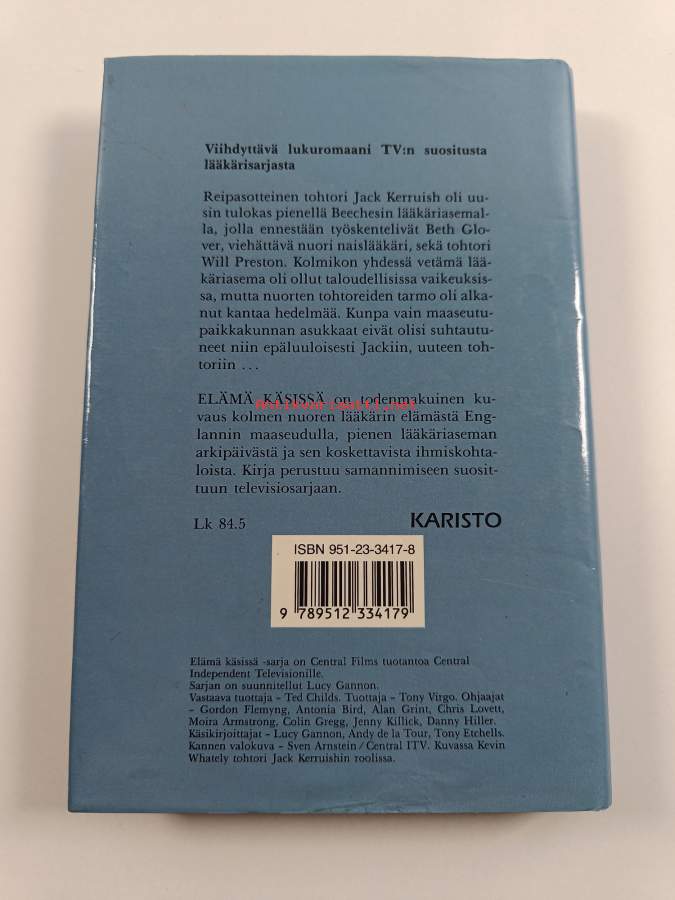 Viihdyttävä lukuromaani TV:n suositusta
lääkärisarjasta
Reipasotteinen tohtori Jack Kerruish oli uu-
sin tulokas pienellä Beechesin lääkäriasemal-
la, jolla ennestään työskentelivät Beth Glo-
ver, viehättävä nuori naislääkäri, sekä tohtori
Will Preston. Kolmikon yhdessä vetämä lää-
käriasema oli ollut taloudellisissa vaikeuksis-
sa, mutta nuorten tohtoreiden tarmo oli alka-
nut kantaa hedelmää. Kunpa vain maaseutu-
paikkakunnan asukkaat eivät olisi suhtautu-
neet niin epäluuloisesti Jackiin, uuteen toh-
toriin ...
ELÄMÄ KÄSISSÄ on todenmakuinen ku-
Antikvariaatti.net
vaus kolmen nuoren lääkärin elämästä Eng-
lannin maaseudulla, pienen lääkäriaseman
arkipäivästä ja sen koskettavista ihmiskohta-
loista. Kirja perustuu samannimiseen suosit-
tuun televisiosarjaan.
Lk 84.5 KARISTO
ISBN 951-23-3417-8
9 789512 334179
Elämä käsissä -sarja on Central Films tuotantoa Central
Independent Televisionille.
Sarjan on suunnitellut Lucy Gannon.
Vastaava tuottaja – Ted Childs. Tuottaja – Tony Virgo. Ohjaajat
– Gordon Flemyng, Antonia Bird, Alan Grint, Chris Lovett,
Moira Armstrong, Colin Gregg, Jenny Killick, Danny Hiller.
Käsikirjoittajat – Lucy Gannon, Andy de la Tour, Tony Etchells.
Kannen valokuva – Sven Arnstein/Central ITV. Kuvassa Kevin
Whately tohtori Jack Kerruishin roolissa.